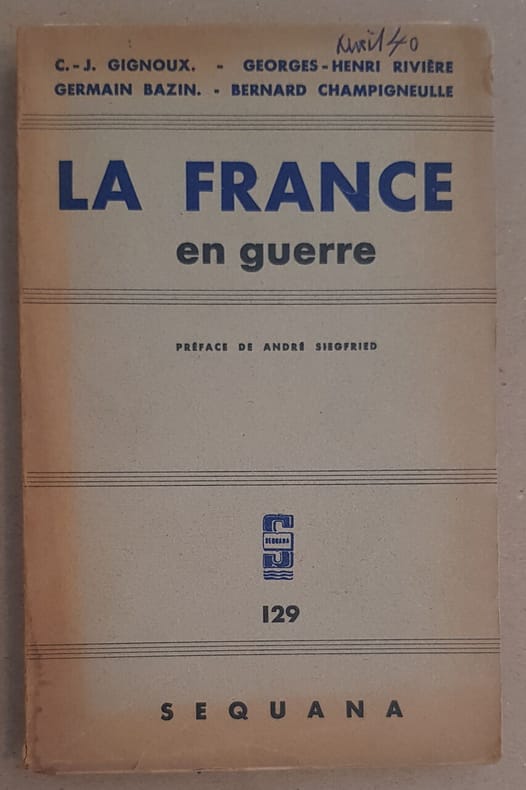 Avril 40
C.-J. GIGNOUX. - GEORGES-HENRI RIVIÈRE
GERMAIN BAZIN. - BERNARD CHAMPIGNEULLE
LA FRANCE
en guerre
PRÉFACE DE ANDRÉ SIEGFRIED
S
SEQUANA
129
SEQUANA